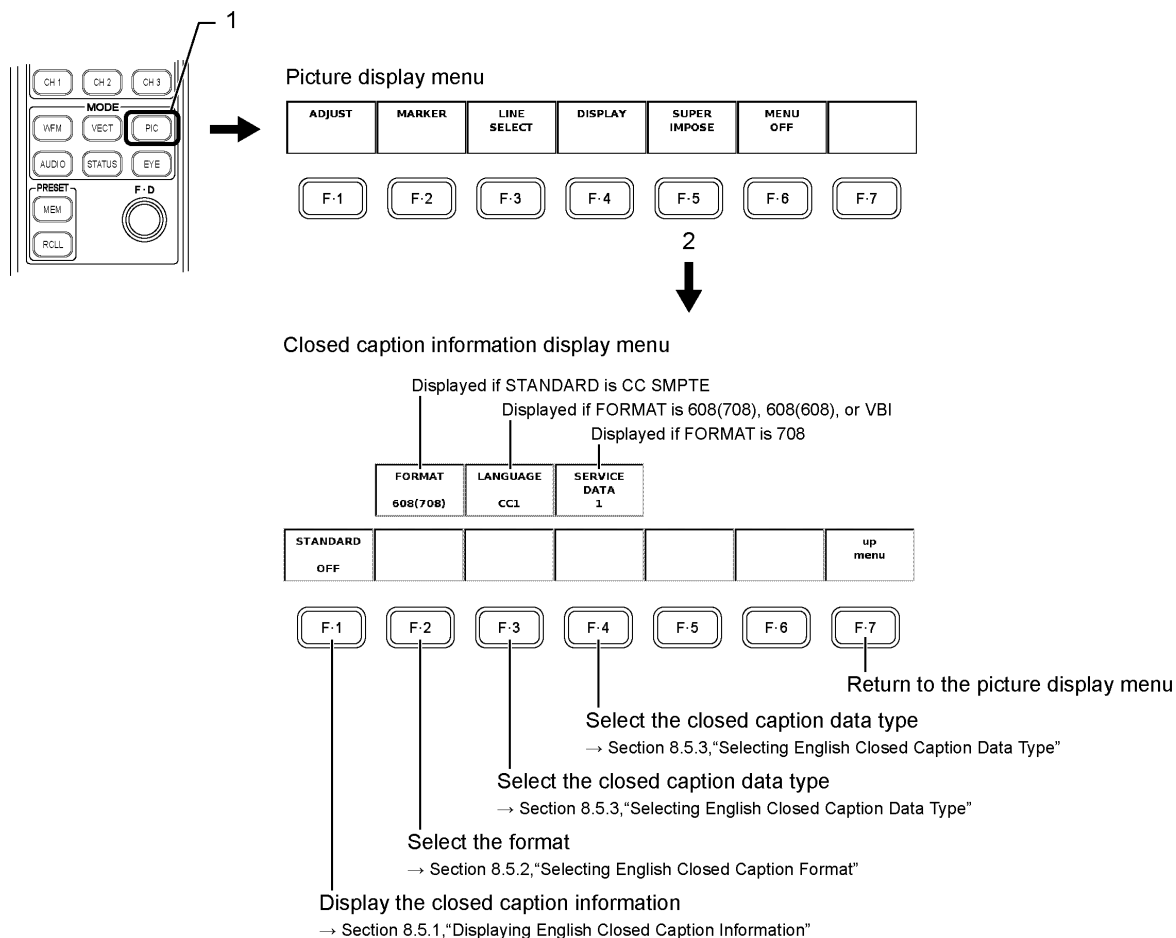 1
CH 1 CH 2 CH 3
MODE
WFM VECT PIC
AUDIO STATUS EYE
PRESET F·D
MEM
RCLL
Picture display menu
ADJUST MARKER LINE SELECT DISPLAY SUPER IMPOSE MENU OFF
F·1 F·2 F·3 F·4 F·5 F·6 F·7
2
Closed caption information display menu
Displayed if STANDARD is CC SMPTE
Displayed if FORMAT is 608(708), 608(608), or VBI
Displayed if FORMAT is 708
FORMAT 608(708) LANGUAGE CC1 SERVICE DATA 1
STANDARD OFF up menu
F·1 F·2 F·3 F·4 F·5 F·6 F·7
Return to the picture display menu
Select the closed caption data type
→ Section 8.5.3,“Selecting English Closed Caption Data Type”
Select the closed caption data type
→ Section 8.5.3,“Selecting English Closed Caption Data Type”
Select the format
→ Section 8.5.2,“Selecting English Closed Caption Format”
Display the closed caption information
→ Section 8.5.1,“Displaying English Closed Caption Information”